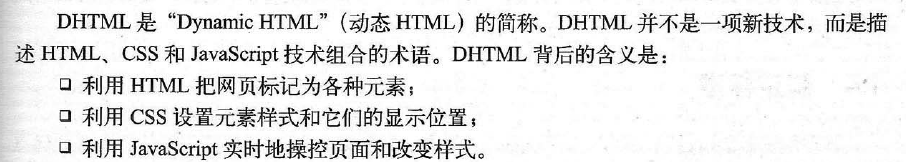 DHTML 是“Dynamic HTML”（动态 HTML）的简称。DHTML 并不是一项新技术，而是描
述 HTML、CSS 和 JavaScript 技术组合的术语。DHTML 背后的含义是：
❑ 利用 HTML 把网页标记为各种元素；
❑ 利用 CSS 设置元素样式和它们的显示位置；
❑ 利用 JavaScript 实时地操控页面和改变样式。